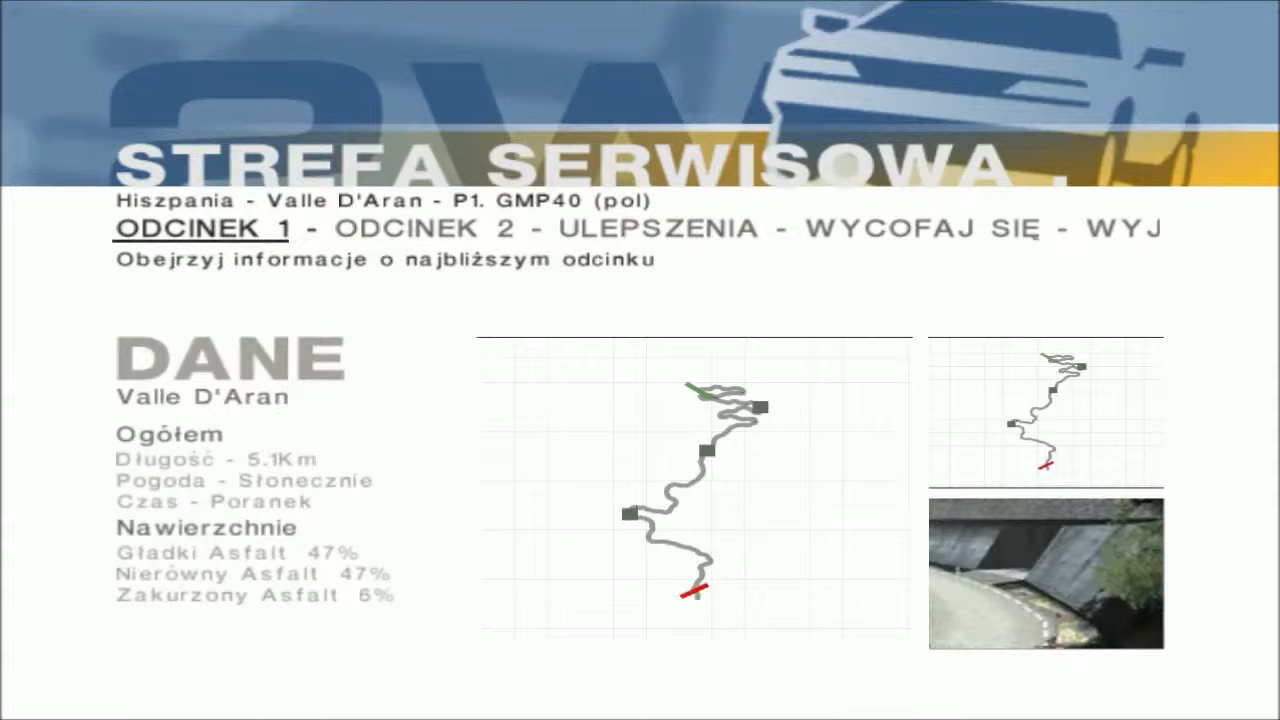 STREFA SERWISOWA .
Hiszpania - Valle D'Aran - P1. GMP40 (pol)
ODCINEK 1 - ODCINEK 2 - ULEPSZENIA - WYCOFAJ SIĘ - WYJ
Obejrzyj informacje o najbliższym odcinku
DANE
Valle D'Aran
Ogółem
Długość - 5.1Km
Pogoda - Słonecznie
Czas - Poranek
Nawierzchnie
Gładki Asfalt 47%
Nierówny Asfalt 47%
Zakurzony Asfalt 6%